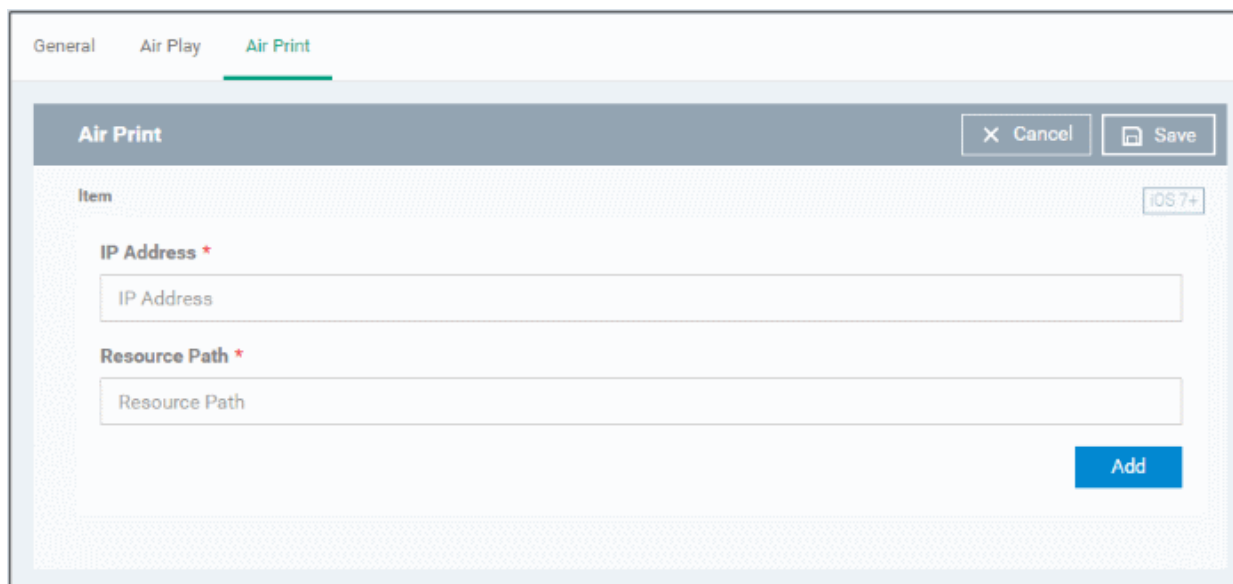 General Air Play Air Print
Air Print
Cancel Save
Item iOS 7+
IP Address *
IP Address
Resource Path *
Resource Path
Add